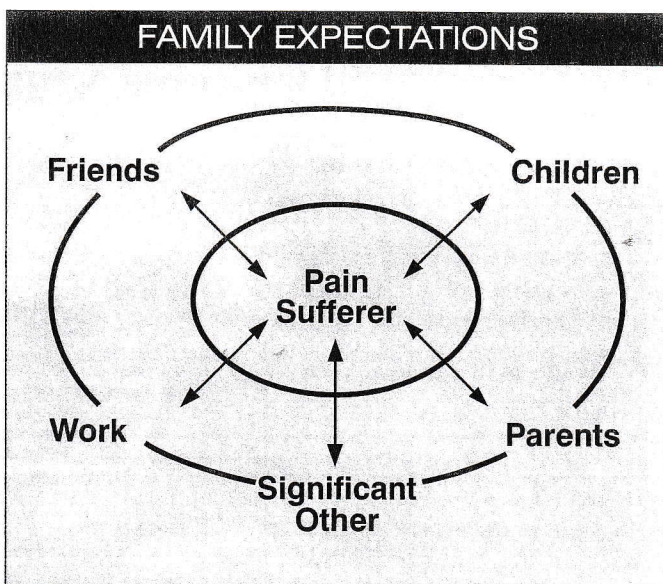 FAMILY EXPECTATIONS
Friends
Children
Pain
Sufferer
Work
Parents
Significant
Other